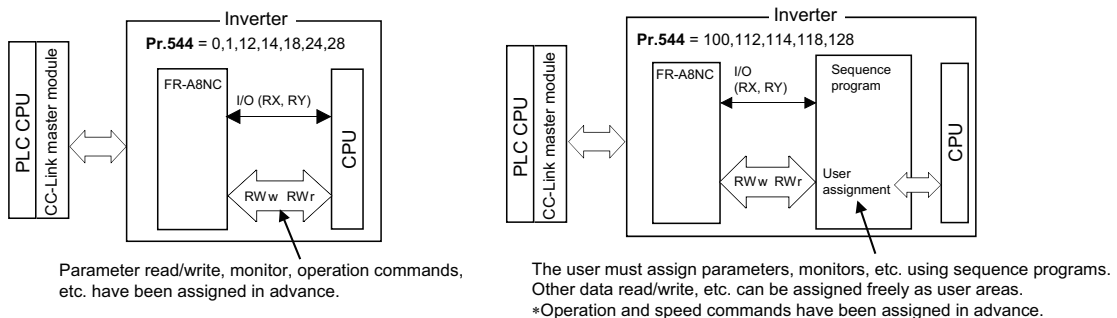 Inverter
Pr.544 = 0,1,12,14,18,24,28
PLC CPU
CC-Link master module
FR-A8NC
I/O (RX, RY)
RWw RWr
CPU
Parameter read/write, monitor, operation commands,
etc. have been assigned in advance.
Inverter
Pr.544 = 100,112,114,118,128
PLC CPU
CC-Link master module
FR-A8NC
I/O
(RX, RY)
RWw RWr
Sequence
program
User
assignment
CPU
The user must assign parameters, monitors, etc. using sequence programs.
Other data read/write, etc. can be assigned freely as user areas.
*Operation and speed commands have been assigned in advance.